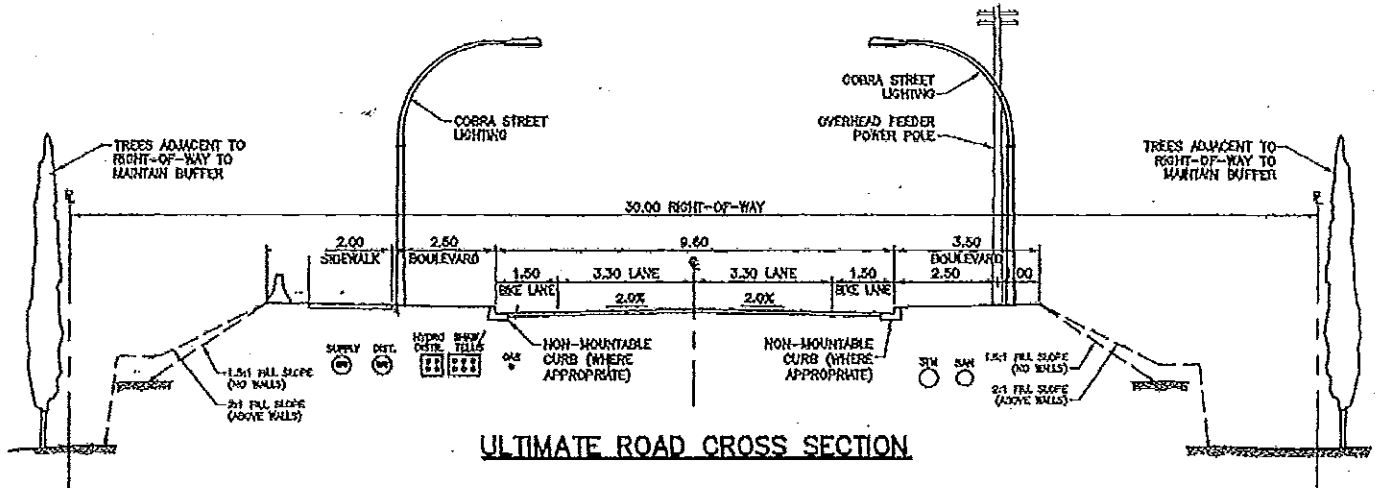 COBRA STREET
LIGHTING
COBRA STREET
LIGHTING
OVERHEAD FEEDER
POWER POLE
TREES ADJACENT TO
RIGHT-OF-WAY TO
MAINTAIN BUFFER
TREES ADJACENT TO
RIGHT-OF-WAY TO
MAINTAIN BUFFER
30.00 RIGHT-OF-WAY
2.00
SIDEWALK
2.50
BOULEVARD
9.60
3.50
BOULEVARD
1.50
BIKE LANE
3.30 LANE
3.30 LANE
1.50
BIKE LANE
2.50
1.00
2.0%
2.0%
SUPPLY
DIST.
HYDRO
DISTR.
SHAW/
TELUS
GAS
NON-MOUNTABLE
CURB (WHERE
APPROPRIATE)
NON-MOUNTABLE
CURB (WHERE
APPROPRIATE)
STM
SAN
1.5:1 FILL SLOPE
(NO WALLS)
2:1 FILL SLOPE
(ABOVE WALLS)
1.5:1 FILL SLOPE
(NO WALLS)
2:1 FILL SLOPE
(ABOVE WALLS)
ULTIMATE ROAD CROSS SECTION